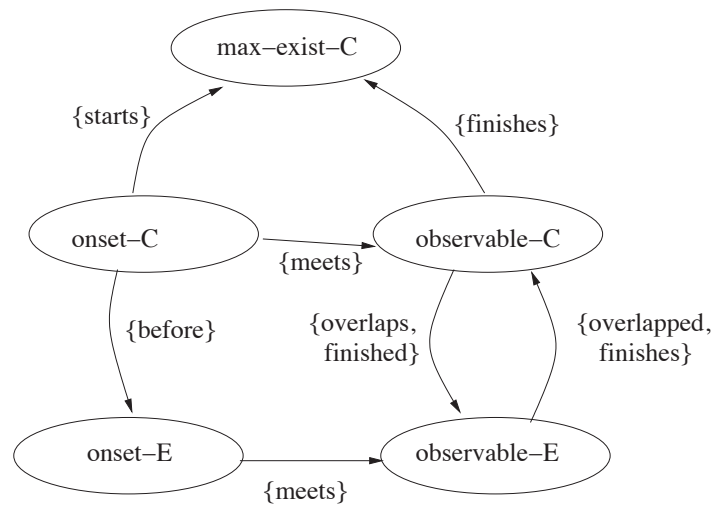 max–exist–C
{starts}
{finishes}
onset–C
observable–C
{meets}
{before}
{overlaps,
finished}
{overlapped,
finishes}
onset–E
observable–E
{meets}